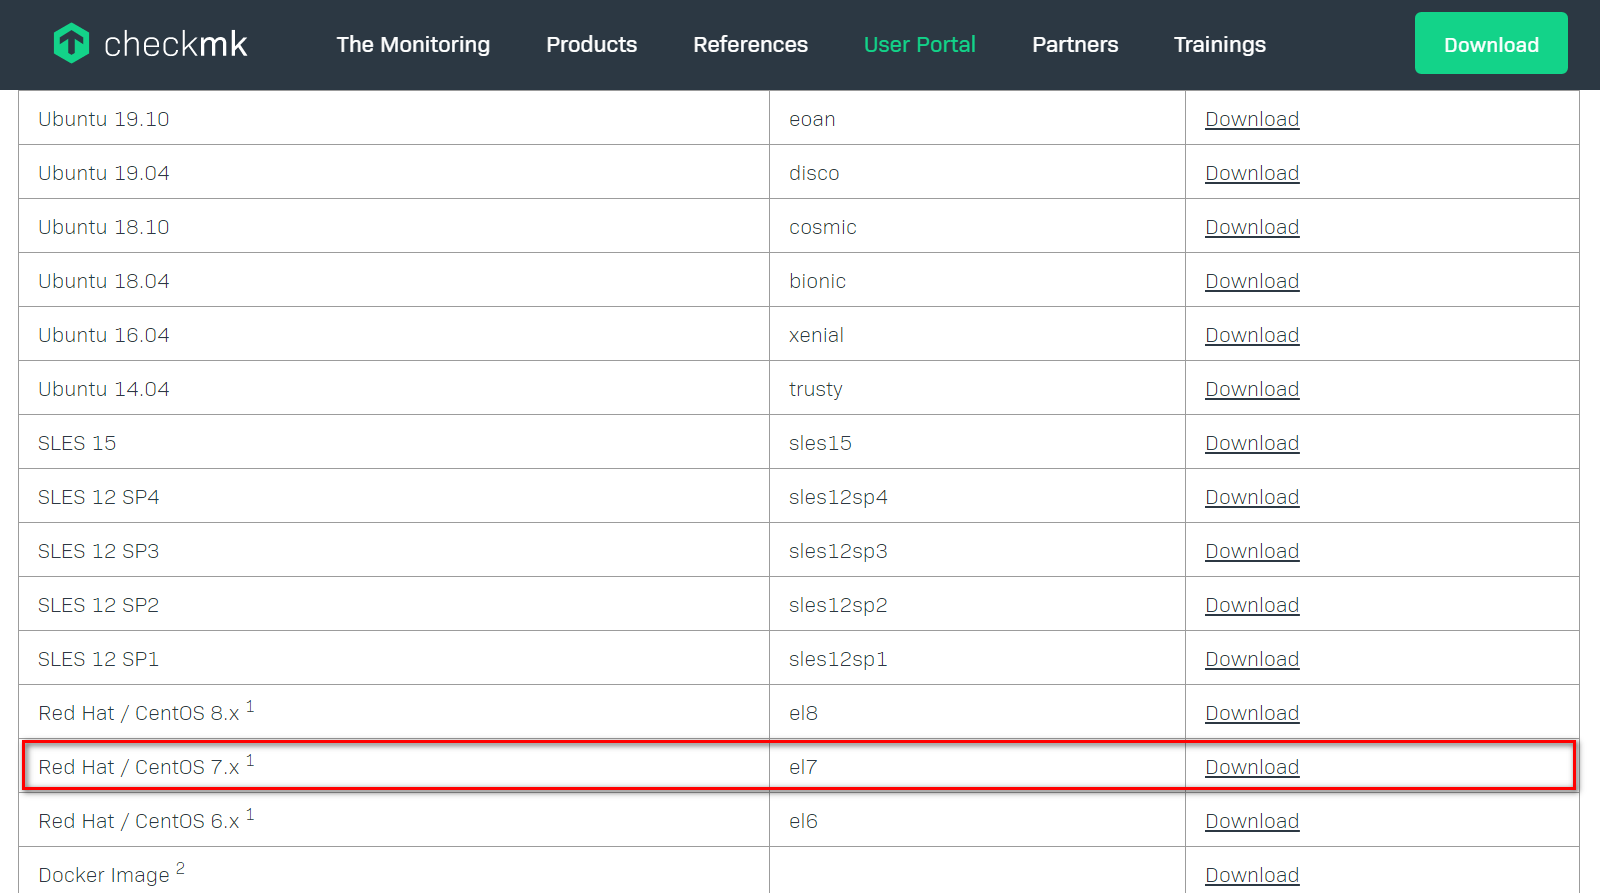 checkmk The Monitoring Products References User Portal Partners Trainings Download
Ubuntu 19.10 eoan Download
Ubuntu 19.04 disco Download
Ubuntu 18.10 cosmic Download
Ubuntu 18.04 bionic Download
Ubuntu 16.04 xenial Download
Ubuntu 14.04 trusty Download
SLES 15 sles15 Download
SLES 12 SP4 sles12sp4 Download
SLES 12 SP3 sles12sp3 Download
SLES 12 SP2 sles12sp2 Download
SLES 12 SP1 sles12sp1 Download
Red Hat / CentOS 8.x 1 el8 Download
Red Hat / CentOS 7.x 1 el7 Download
Red Hat / CentOS 6.x 1 el6 Download
Docker Image 2 Download